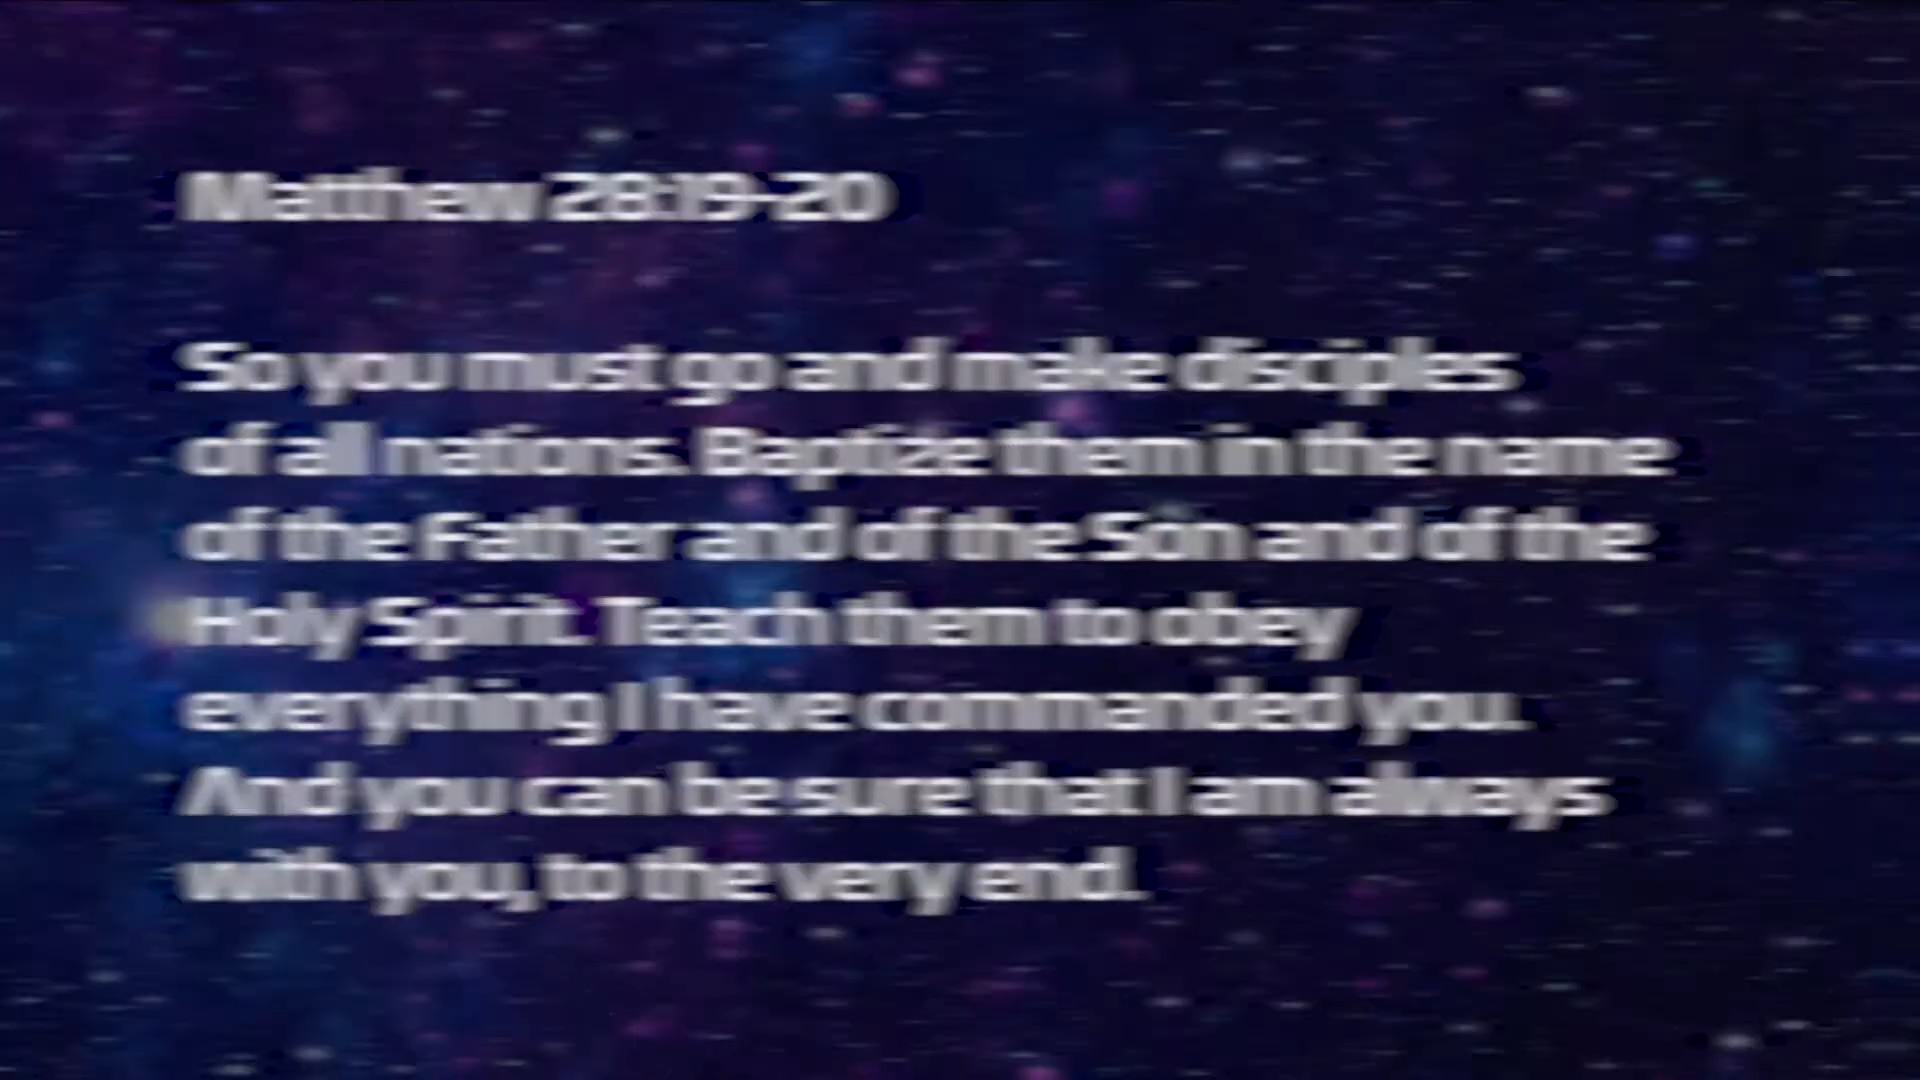 Matthew 28:19-20
So you must go and make disciples
of all nations. Baptize them in the name
of the Father and of the Son and of the
Holy Spirit. Teach them to obey
everything I have commanded you.
And you can be sure that I am always
with you, to the very end.